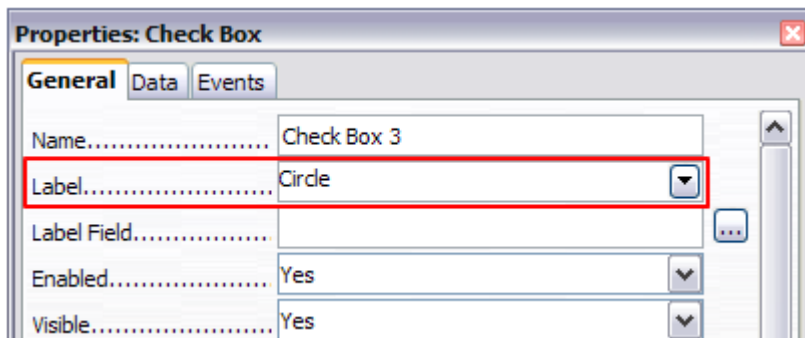 Properties: Check Box
General Data Events
Name....................... Check Box 3
Label........................ Circle
Label Field................. ...
Enabled..................... Yes
Visible....................... Yes